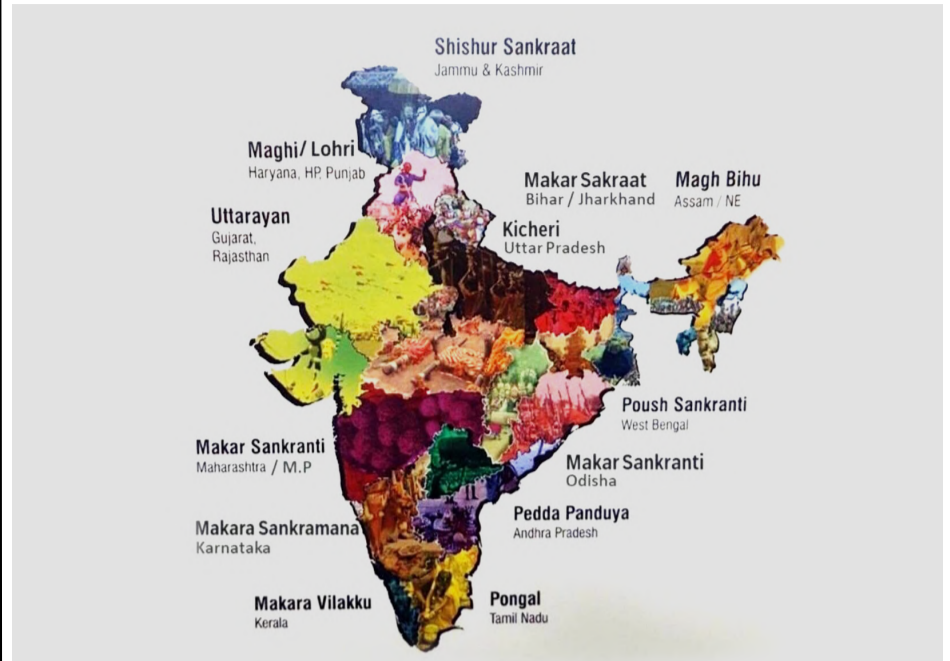 Shishur Sankraat
Jammu & Kashmir
Maghi/ Lohri
Haryana, HP, Punjab
Makar Sakraat
Bihar / Jharkhand
Magh Bihu
Assam / NE
Uttarayan
Gujarat,
Rajasthan
Kicheri
Uttar Pradesh
Poush Sankranti
West Bengal
Makar Sankranti
Maharashtra / M.P
Makar Sankranti
Odisha
Pedda Panduya
Andhra Pradesh
Makara Sankramana
Karnataka
Makara Vilakku
Kerala
Pongal
Tamil Nadu